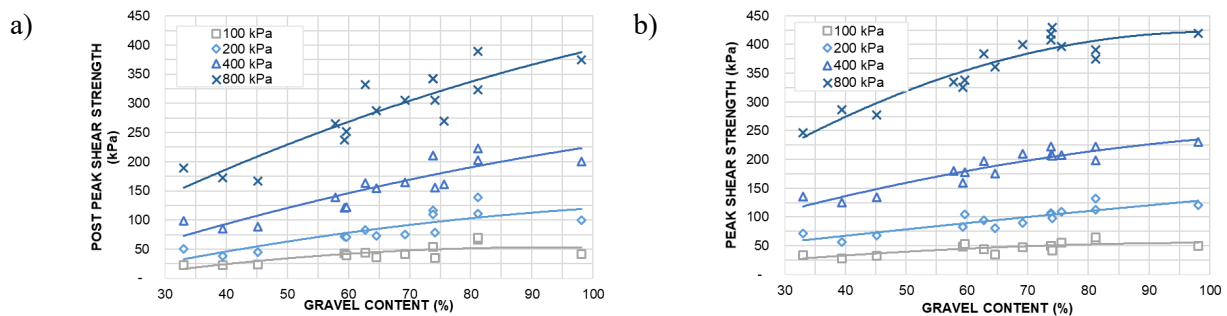 a)
POST PEAK SHEAR STRENGTH
(kPa)
450
400
350
300
250
200
150
100
50
-
100 kPa
200 kPa
400 kPa
800 kPa
30 40 50 60 70 80 90 100
GRAVEL CONTENT (%)
b)
PEAK SHEAR STRENGTH (kPa)
450
400
350
300
250
200
150
100
50
-
100 kPa
200 kPa
400 kPa
800 kPa
30 40 50 60 70 80 90 100
GRAVEL CONTENT (%)